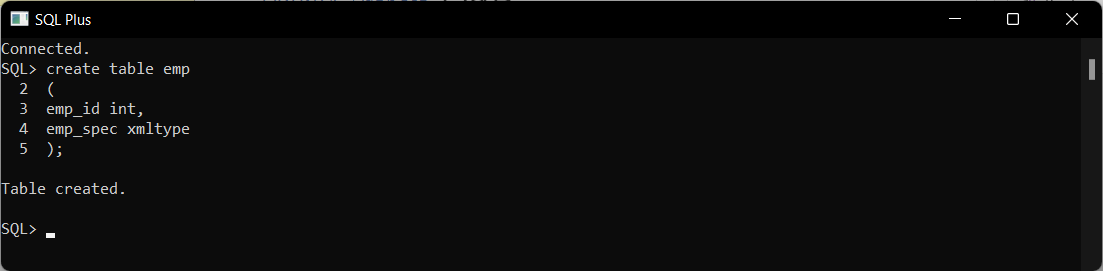 SQL Plus
Connected.
SQL> create table emp
  2  (
  3  emp_id int,
  4  emp_spec xmltype
  5  );
Table created.
SQL>